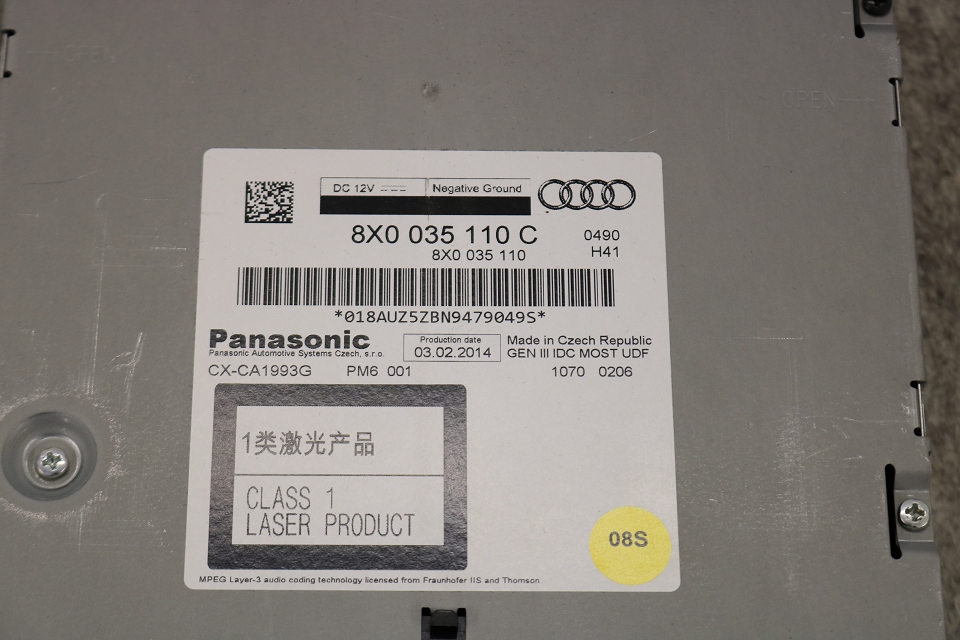 OPEN
OPEN
DC 12V
Negative Ground
8X0 035 110 C
0490
8X0 035 110
H41
*018AUZ5ZBN9479049S*
Panasonic
Panasonic Automotive Systems Czech, s.r.o.
Production date
03.02.2014
Made in Czech Republic
GEN III IDC MOST UDF
CX-CA1993G PM6 001
1070 0206
1类激光产品
CLASS 1
LASER PRODUCT
08S
MPEG Layer-3 audio coding technology licensed from Fraunhofer IIS and Thomson